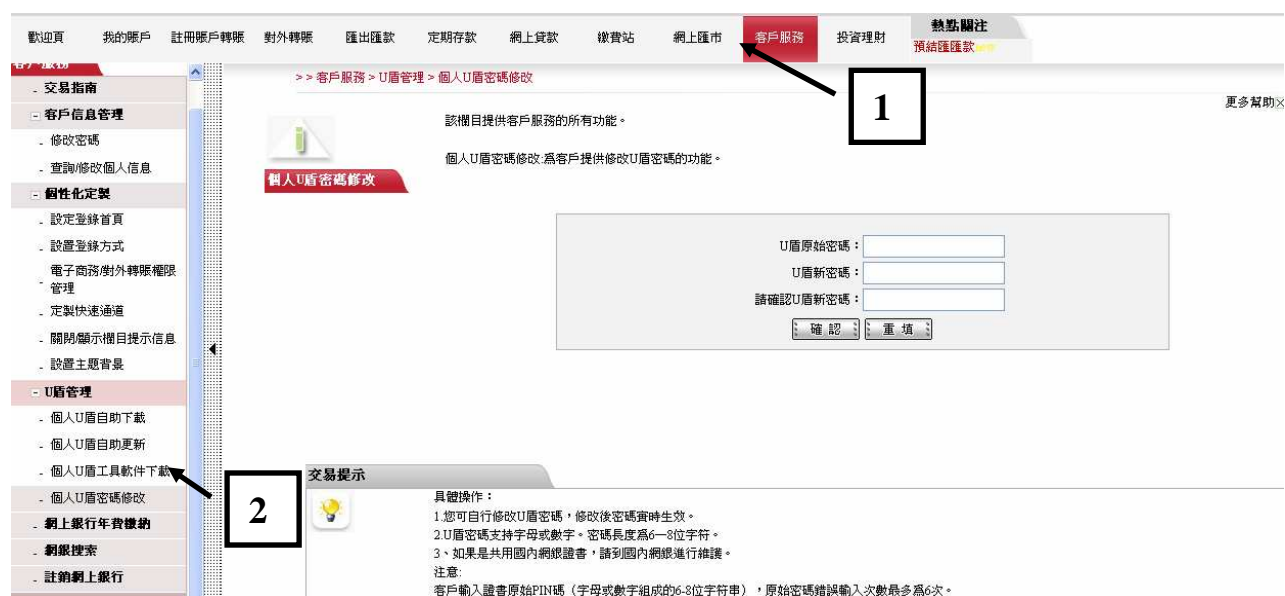 歡迎頁 我的賬戶 註冊賬戶轉賬 對外轉賬 匯出匯款 定期存款 網上貸款 繳費站 網上匯市 客戶服務 投資理財
熱點關注
預結匯匯款
1
客戶服務
- 交易指南
- 客戶信息管理
- 修改密碼
- 查詢/修改個人信息
- 個性化定製
- 設定登錄首頁
- 設置登錄方式
- 電子商務/對外轉賬權限
管理
- 定製快速通道
- 關閉/顯示欄目提示信息
- 設置主題背景
- U盾管理
- 個人U盾自助下載
- 個人U盾自助更新
- 個人U盾工具軟件下載
- 個人U盾密碼修改
- 網上銀行年費繳納
- 網銀搜索
- 註銷網上銀行
2
>> 客戶服務 > U盾管理 > 個人U盾密碼修改
更多幫助
該欄目提供客戶服務的所有功能。
個人U盾密碼修改:爲客戶提供修改U盾密碼的功能。
個人U盾密碼修改
U盾原始密碼：
U盾新密碼：
請確認U盾新密碼：
確 認 重 填
交易提示
具體操作：
1.您可自行修改U盾密碼，修改後密碼實時生效。
2.U盾密碼支持字母或數字。密碼長度爲6—8位字符。
3、如果是共用國內網銀證書，請到國內網銀進行維護。
注意:
客戶輸入證書原始PIN碼（字母或數字組成的6-8位字符串），原始密碼錯誤輸入次數最多爲6次。